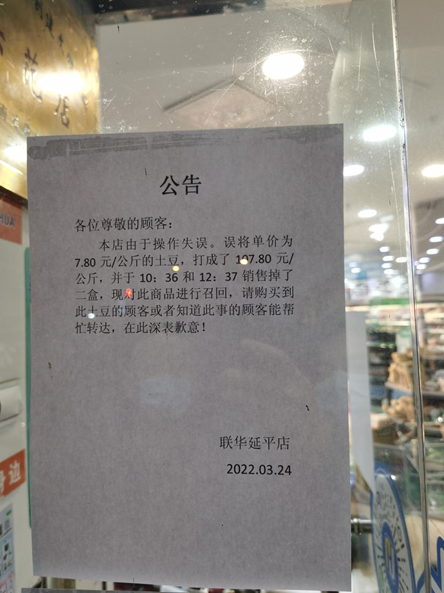 公告
各位尊敬的顾客：
本店由于操作失误。误将单价为
7.80 元/公斤的土豆，打成了 107.80 元/
公斤，并于 10：36 和 12：37 销售掉了
二盒，现对此商品进行召回，请购买到
此土豆的顾客或者知道此事的顾客能帮
忙转达，在此深表歉意！
联华延平店
2022.03.24
店
边